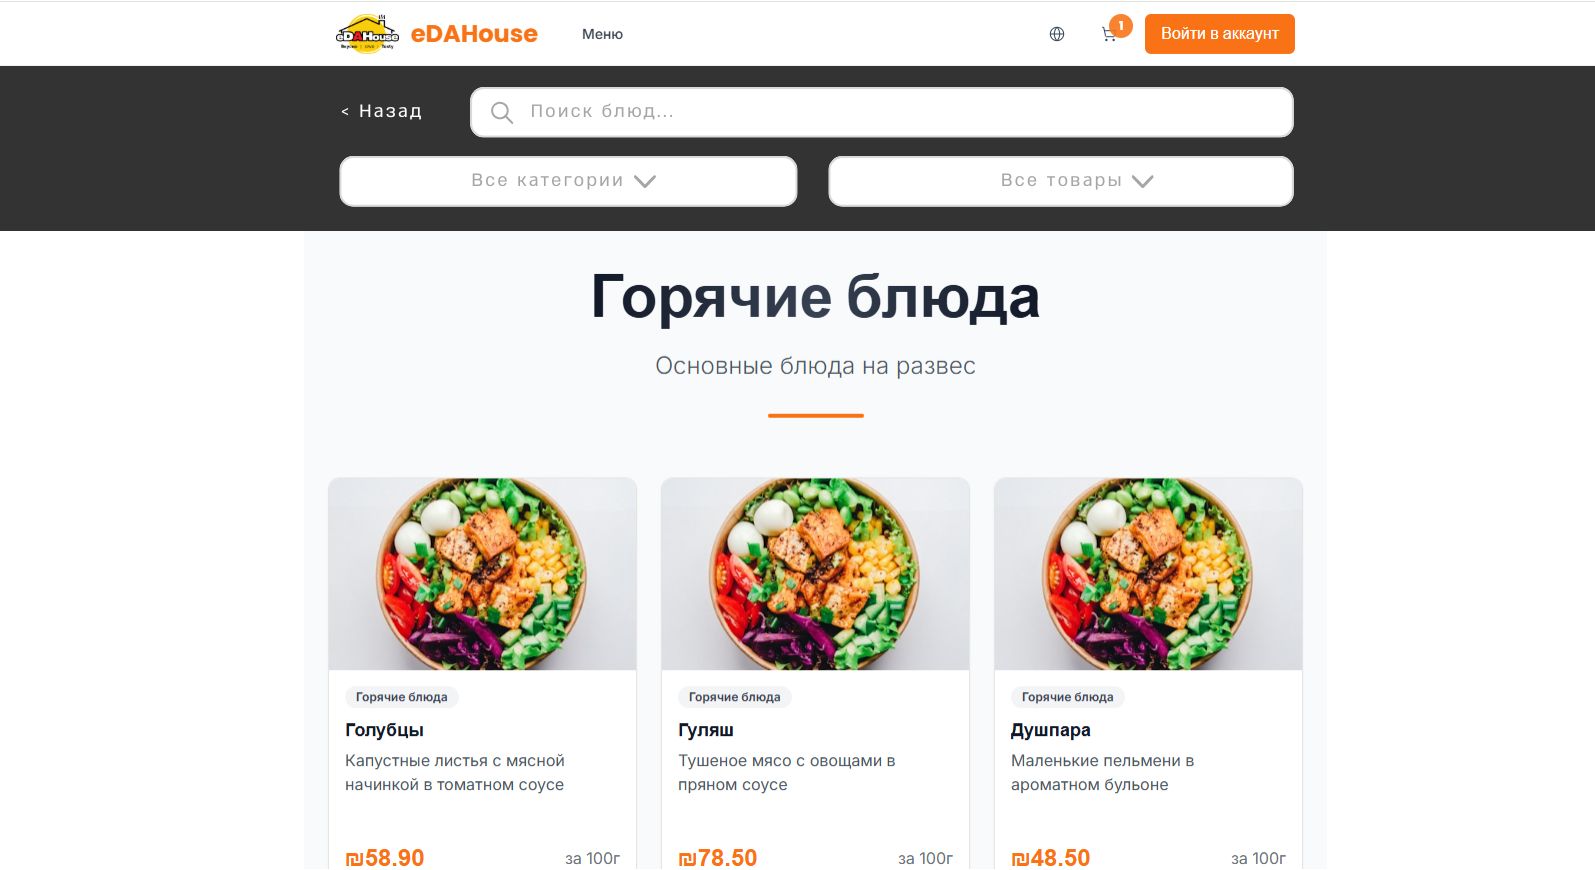 eDAHouse
eDAHouse
Меню
1
Войти в аккаунт
< Назад
Поиск блюд...
Все категории
Все товары
Горячие блюда
Основные блюда на развес
Горячие блюда
Голубцы
Капустные листья с мясной
начинкой в томатном соусе
₪58.90
за 100г
Горячие блюда
Гуляш
Тушеное мясо с овощами в
пряном соусе
₪78.50
за 100г
Горячие блюда
Душпара
Маленькие пельмени в
ароматном бульоне
₪48.50
за 100г